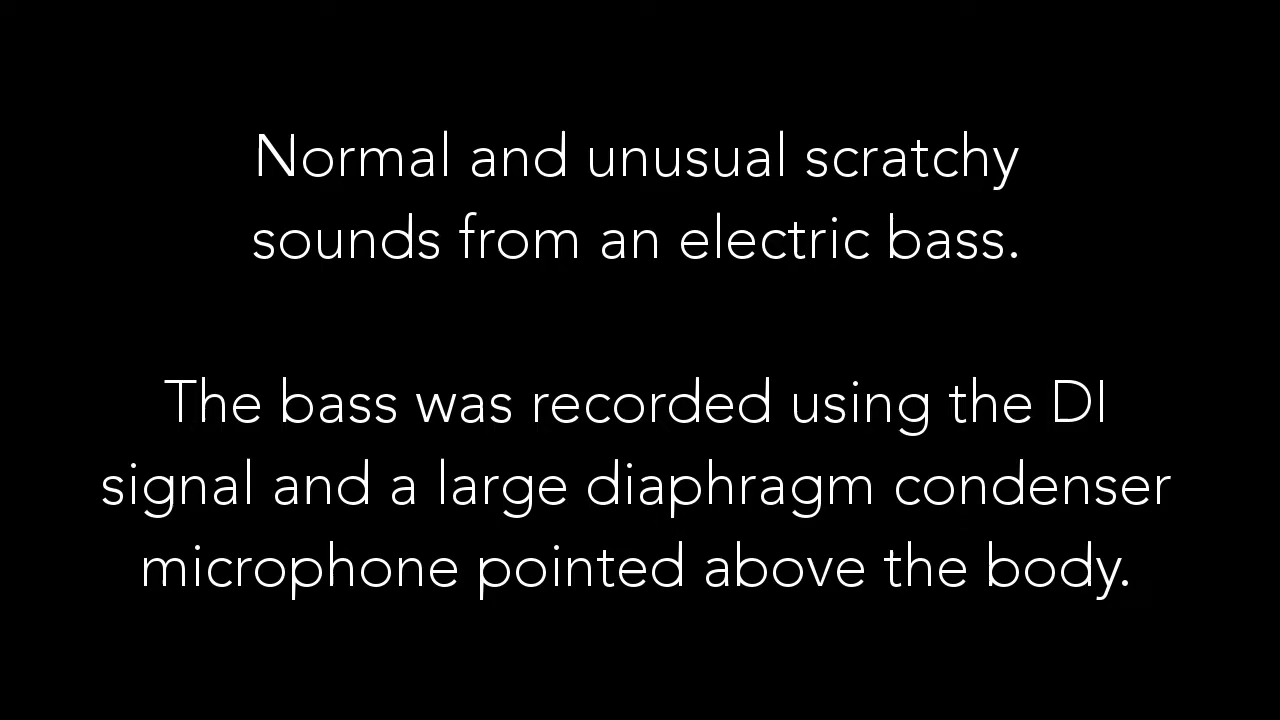 Normal and unusual scratchy
sounds from an electric bass.
The bass was recorded using the DI
signal and a large diaphragm condenser
microphone pointed above the body.